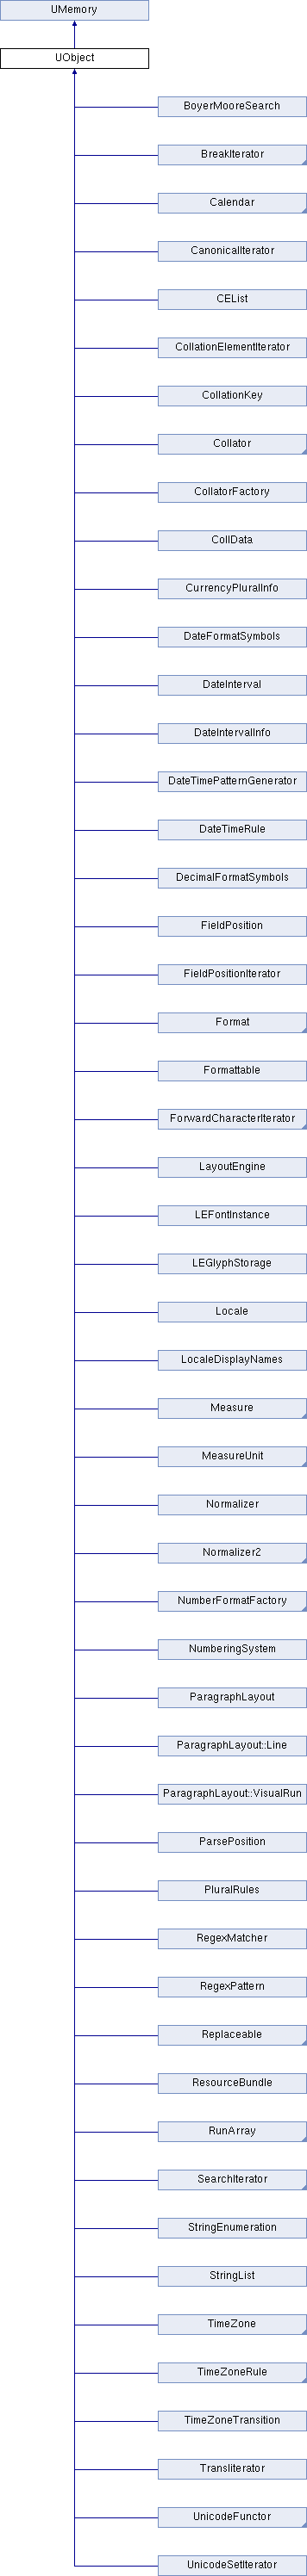 UMemory
UObject
BoyerMooreSearch
BreakIterator
Calendar
CanonicalIterator
CEList
CollationElementIterator
CollationKey
Collator
CollatorFactory
CollData
CurrencyPluralInfo
DateFormatSymbols
DateInterval
DateIntervalInfo
DateTimePatternGenerator
DateTimeRule
DecimalFormatSymbols
FieldPosition
FieldPositionIterator
Format
Formattable
ForwardCharacterIterator
LayoutEngine
LEFontInstance
LEGlyphStorage
Locale
LocaleDisplayNames
Measure
MeasureUnit
Normalizer
Normalizer2
NumberFormatFactory
NumberingSystem
ParagraphLayout
ParagraphLayout::Line
ParagraphLayout::VisualRun
ParsePosition
PluralRules
RegexMatcher
RegexPattern
Replaceable
ResourceBundle
RunArray
SearchIterator
StringEnumeration
StringList
TimeZone
TimeZoneRule
TimeZoneTransition
Transliterator
UnicodeFunctor
UnicodeSetIterator